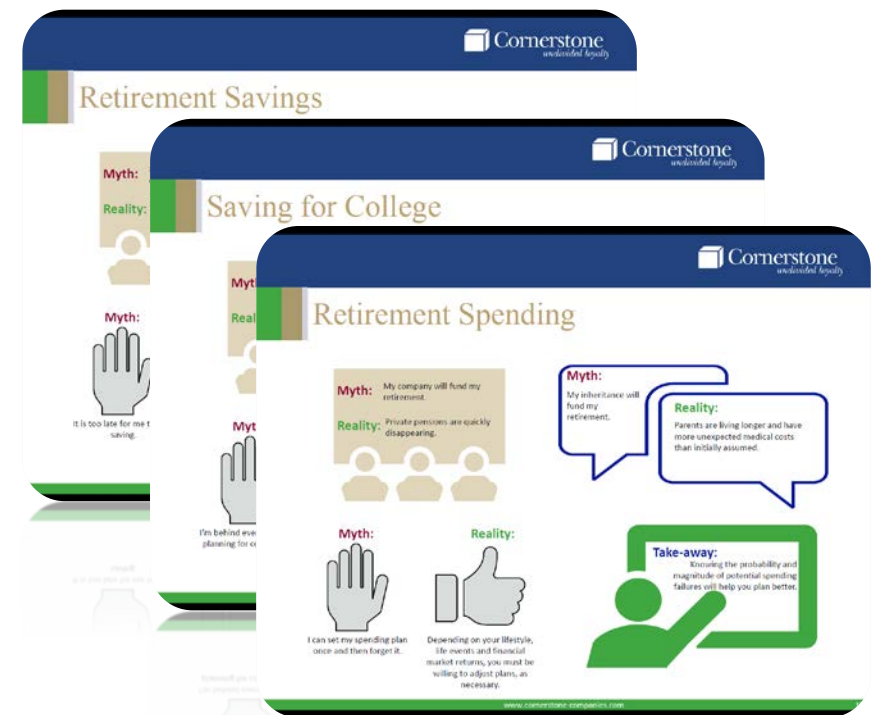 Cornerstone
undivided loyalty
Retirement Savings
Myth:
Reality:
Myth:
It is too late for me
saving.
Cornerstone
undivided loyalty
Saving for College
Myt
Real
Myt
I'm behind
planning for
Cornerstone
undivided loyalty
Retirement Spending
Myth: My company will fund my
retirement.
Reality: Private pensions are quickly
disappearing.
Myth:
My inheritance will
fund my
retirement.
Reality:
Parents are living longer and have
more unexpected medical costs
than initially assumed.
Myth:
I can set my spending plan
once and then forget it.
Reality:
Depending on your lifestyle,
life events and financial
market returns, you must be
willing to adjust plans, as
necessary.
Take-away:
Knowing the probability and
magnitude of potential spending
failures will help you plan better.
www.cornerstone-companies.com